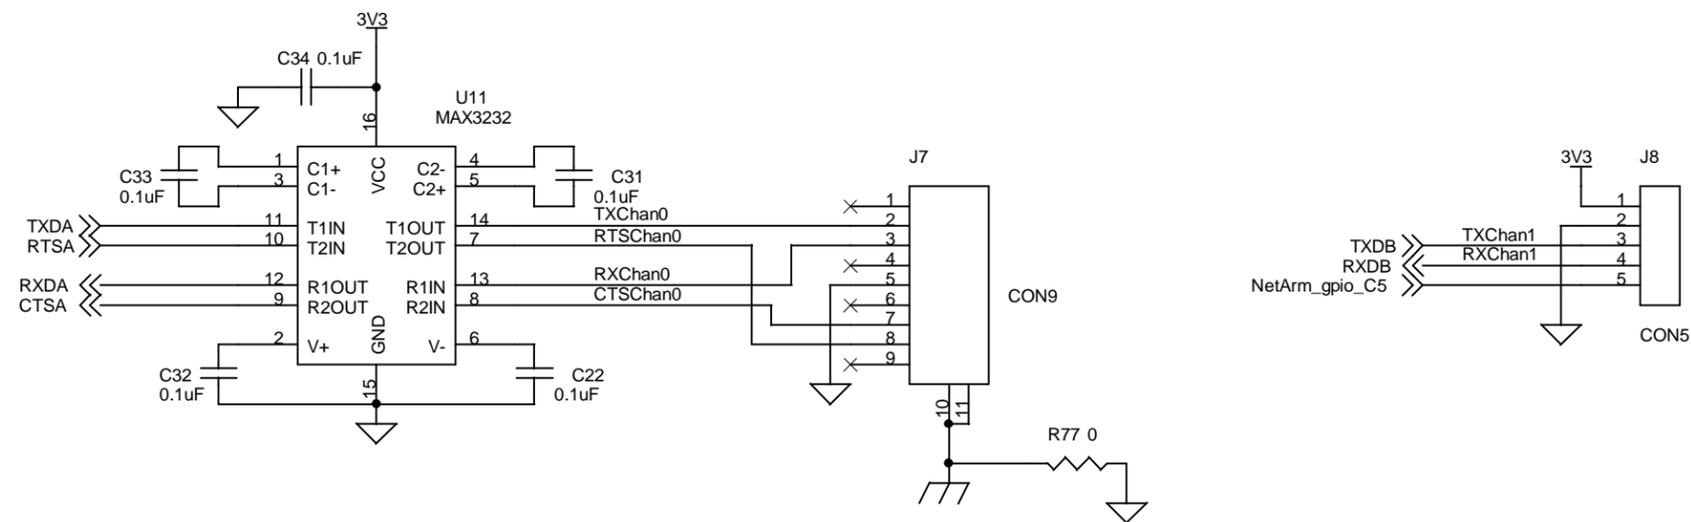 3V3
C34 0.1uF
U11
MAX3232
16
VCC
C33
0.1uF
1
3
C1+
C1-
C2-
C2+
4
5
C31
0.1uF
TXDA
RTSA
11
10
T1IN
T2IN
T1OUT
T2OUT
14
7
TXChan0
RTSChan0
RXDA
CTSA
12
9
R1OUT
R2OUT
R1IN
R2IN
13
8
RXChan0
CTSChan0
2
V+
GND
V-
6
15
C32
0.1uF
C22
0.1uF
J7
1
2
3
4
5
6
7
8
9
CON9
10
11
R77 0
3V3
J8
1
2
3
4
5
TXDB
TXChan1
RXDB
RXChan1
NetArm_gpio_C5
CON5